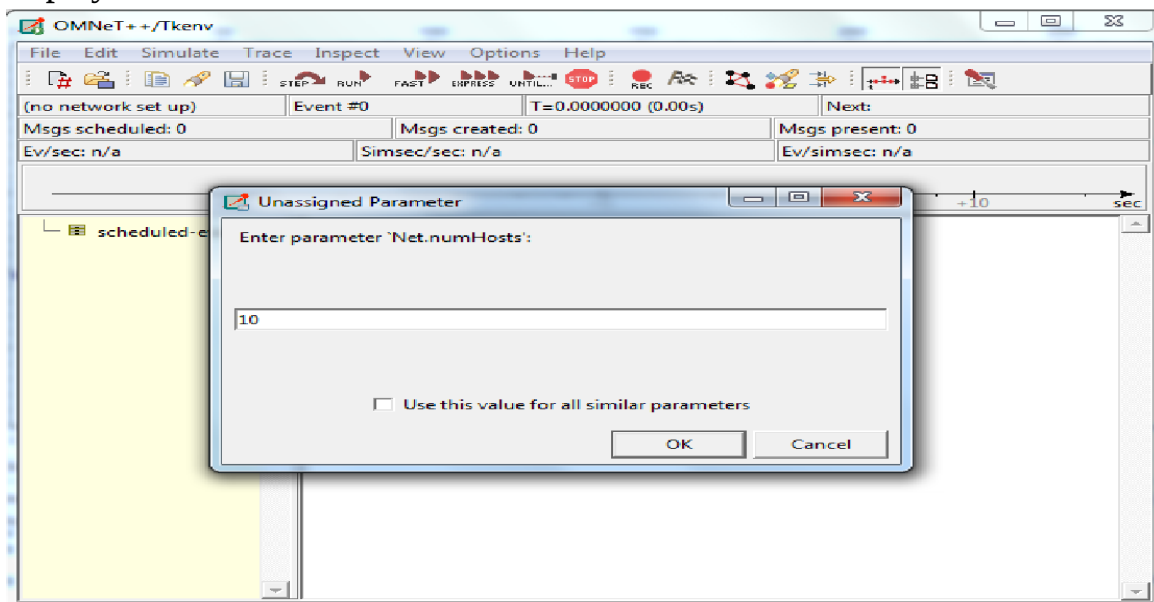 OMNeT++/Tkenv
File Edit Simulate Trace Inspect View Options Help
STEP RUN FAST EXPRESS UNTIL... STOP REC
(no network set up) Event #0 T=0.0000000 (0.00s) Next:
Msgs scheduled: 0 Msgs created: 0 Msgs present: 0
Ev/sec: n/a Simsec/sec: n/a Ev/simsec: n/a
+10 sec
Unassigned Parameter
scheduled-e
Enter parameter `Net.numHosts':
10
Use this value for all similar parameters
OK Cancel